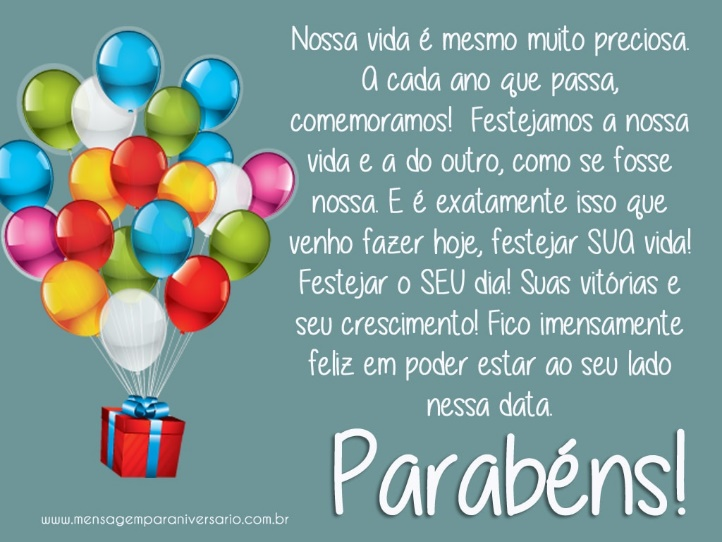 Nossa vida é mesmo muito preciosa.
A cada ano que passa,
comemoramos! Festejamos a nossa
vida e a do outro, como se fosse
nossa. E é exatamente isso que
venho fazer hoje, festejar SUA vida!
Festejar o SEU dia! Suas vitórias e
seu crescimento! Fico imensamente
feliz em poder estar ao seu lado
nessa data.
Parabéns!
www.mensagemparaniversario.com.br